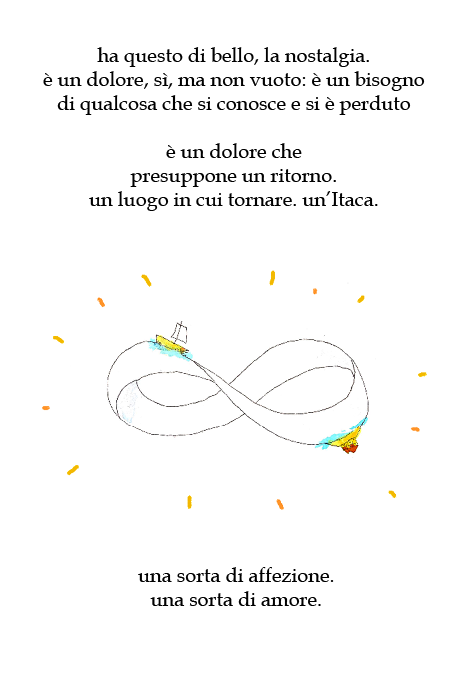 ha questo di bello, la nostalgia.
è un dolore, sì, ma non vuoto: è un bisogno
di qualcosa che si conosce e si è perduto
è un dolore che
presuppone un ritorno.
un luogo in cui tornare. un’Itaca.
una sorta di affezione.
una sorta di amore.